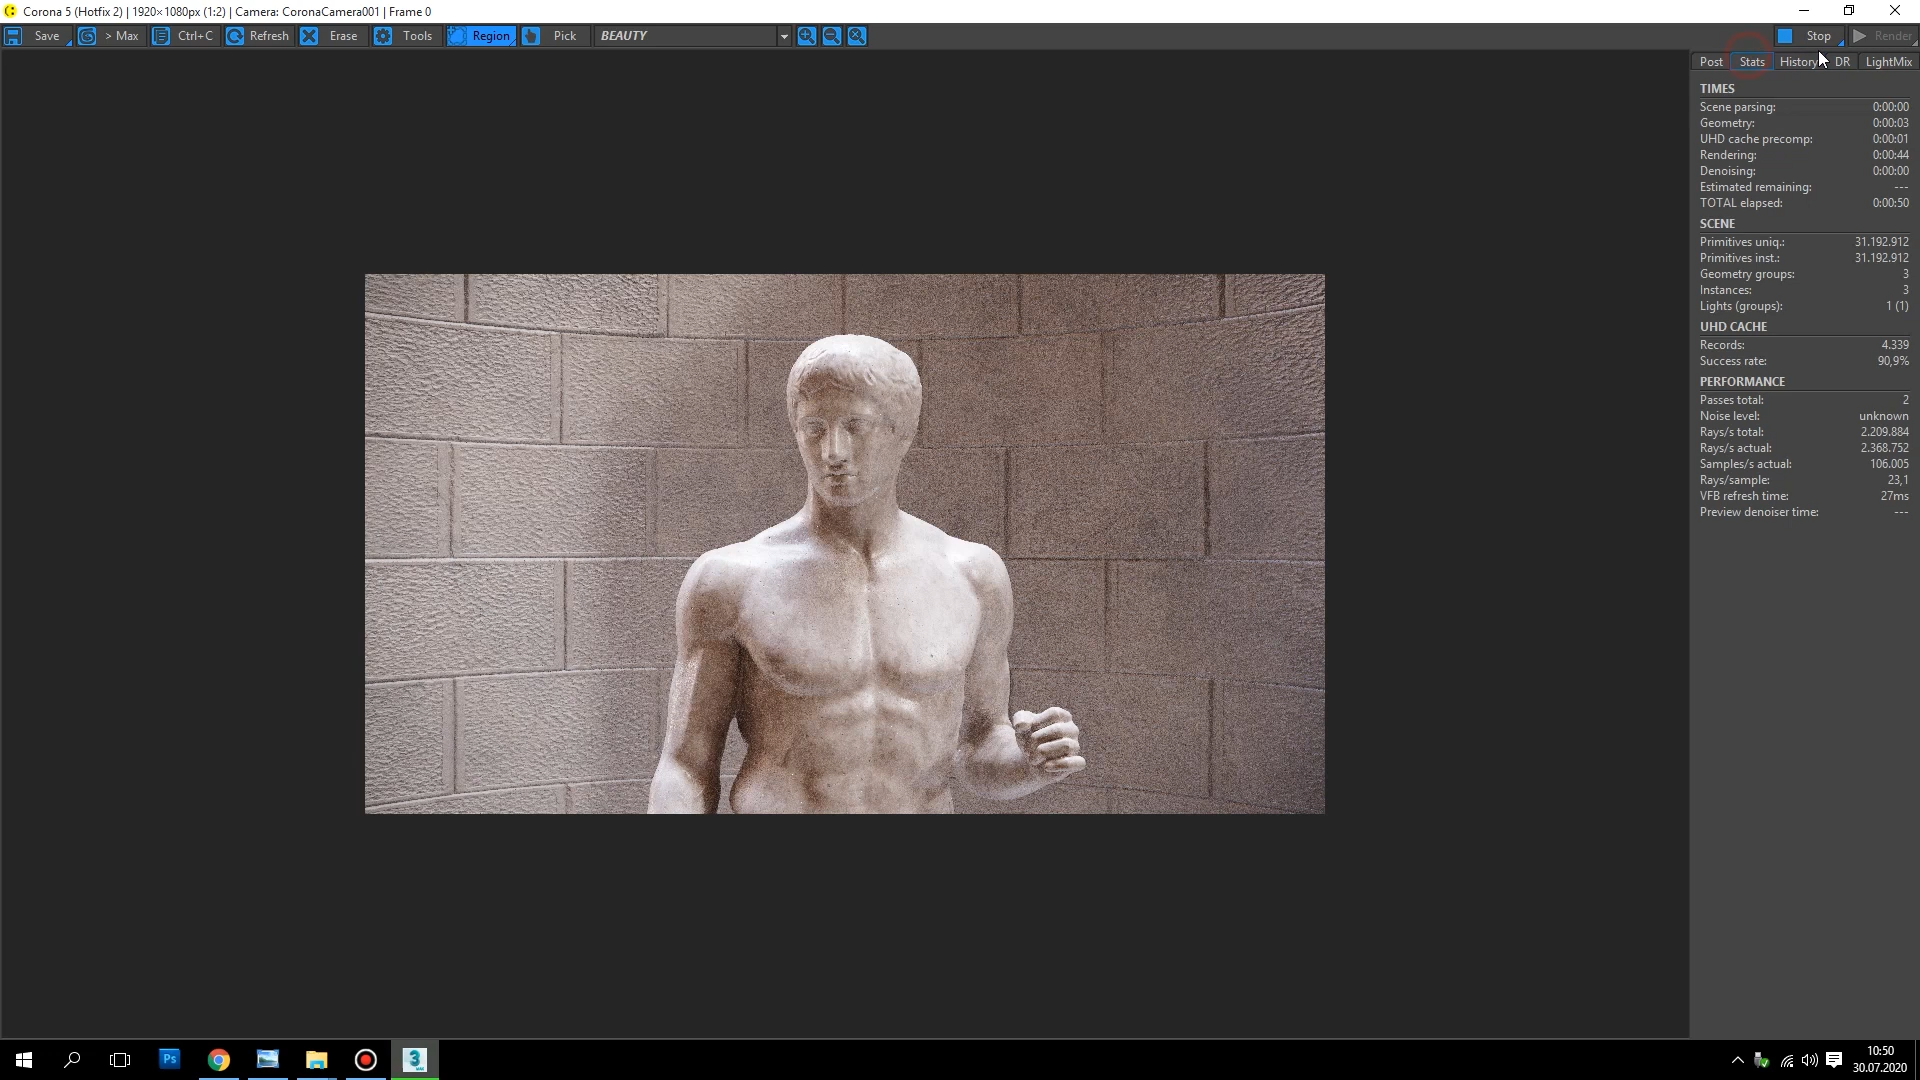 Corona 5 (Hotfix 2) | 1920×1080px (1:2) | Camera: CoronaCamera001 | Frame 0
Save > Max Ctrl+C Refresh Erase Tools Region Pick BEAUTY Stop Render
Post Stats History DR LightMix
TIMES
Scene parsing: 0:00:00
Geometry: 0:00:03
UHD cache precomp: 0:00:01
Rendering: 0:00:44
Denoising: 0:00:00
Estimated remaining: ---
TOTAL elapsed: 0:00:50
SCENE
Primitives uniq.: 31.192.912
Primitives inst.: 31.192.912
Geometry groups: 3
Instances: 3
Lights (groups): 1 (1)
UHD CACHE
Records: 4.339
Success rate: 90,9%
PERFORMANCE
Passes total: 2
Noise level: unknown
Rays/s total: 2.209.884
Rays/s actual: 2.368.752
Samples/s actual: 106.005
Rays/sample: 23,1
VFB refresh time: 27ms
Preview denoiser time: ---
Ps
3
10:50
30.07.2020